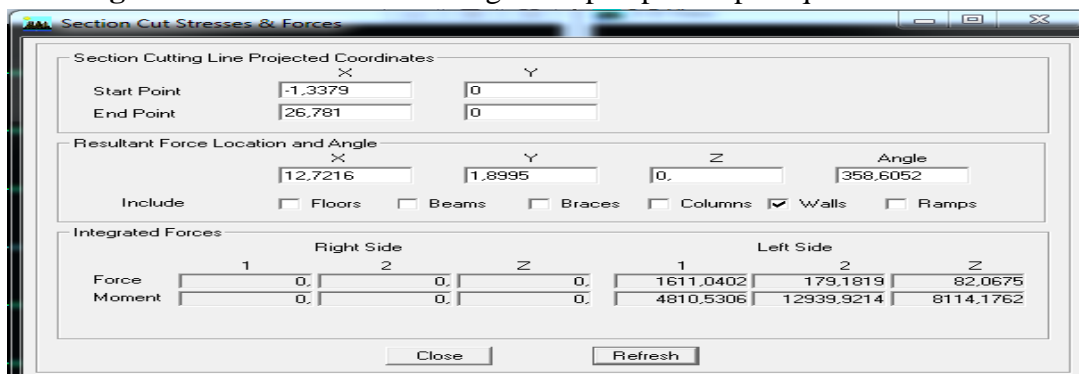 Section Cut Stresses & Forces
Section Cutting Line Projected Coordinates
X Y
Start Point -1,3379 0
End Point 26,781 0
Resultant Force Location and Angle
X Y Z Angle
12,7216 1,8995 0, 358,6052
Include Floors Beams Braces Columns Walls Ramps
Integrated Forces
Right Side Left Side
1 2 Z 1 2 Z
Force 0, 0, 0, 1611,0402 179,1819 82,0675
Moment 0, 0, 0, 4810,5306 12939,9214 8114,1762
Close Refresh